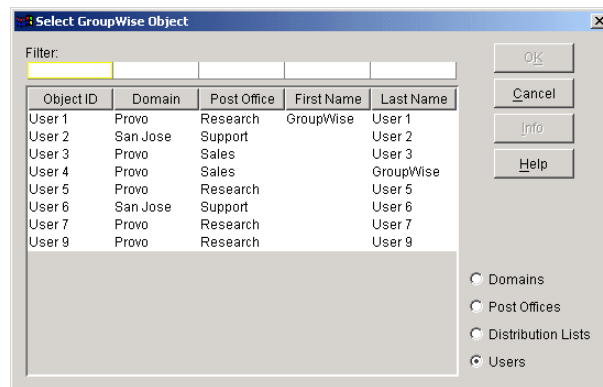 Select GroupWise Object
Filter:
Object ID Domain Post Office First Name Last Name
User 1 Provo Research GroupWise User 1
User 2 San Jose Support User 2
User 3 Provo Sales User 3
User 4 Provo Sales GroupWise
User 5 Provo Research User 5
User 6 San Jose Support User 6
User 7 Provo Research User 7
User 9 Provo Research User 9
OK
Cancel
Info
Help
Domains
Post Offices
Distribution Lists
Users